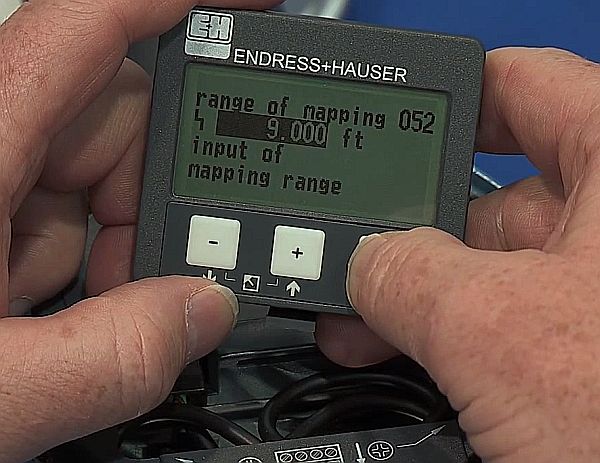 EH
ENDRESS+HAUSER
range of mapping 052
9.000 ft
input of
mapping range
- +